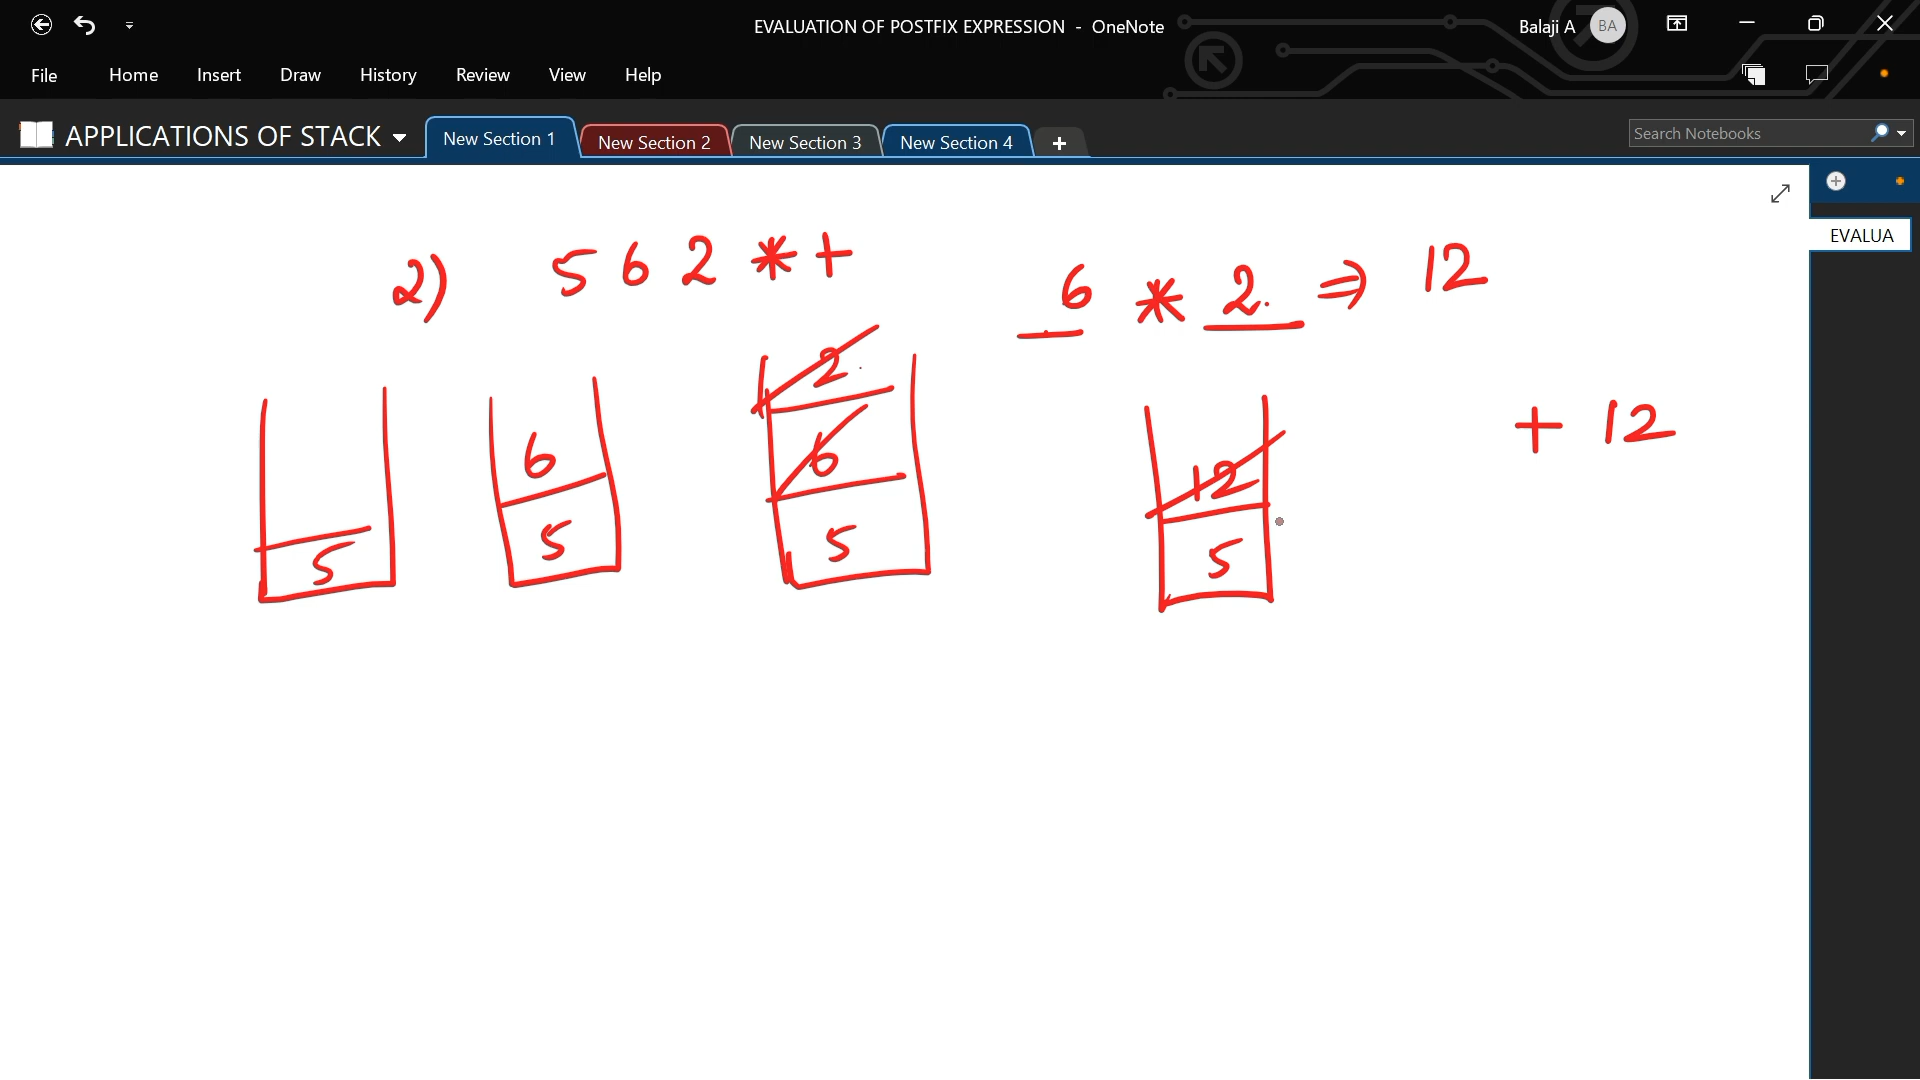 EVALUATION OF POSTFIX EXPRESSION - OneNote
Balaji A BA
File Home Insert Draw History Review View Help
APPLICATIONS OF STACK New Section 1 New Section 2 New Section 3 New Section 4 +
Search Notebooks
EVALUA
2) 5 6 2 * +
6 * 2 ⇒ 12
2
6
5
6
5
5
12
5
+ 12